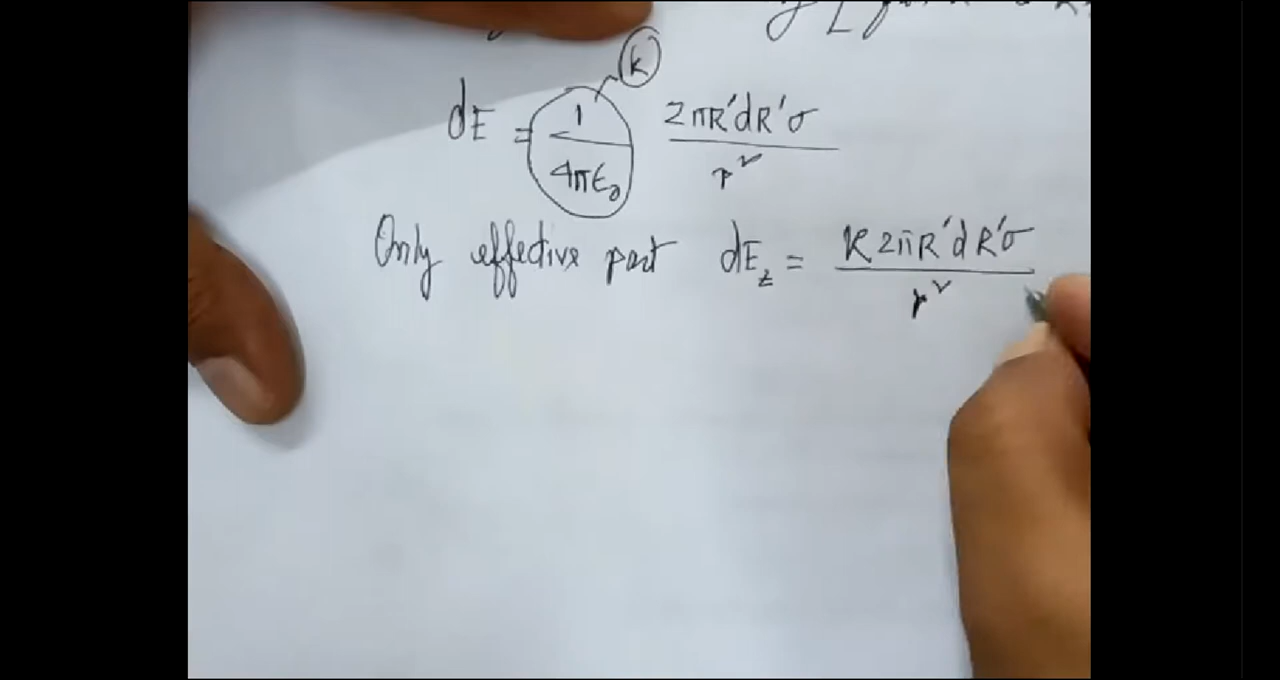 k
dE = 1/4πϵ₀ 2πR′dR′σ/r²
Only effective part dE_z = K2πR′dR′σ/r²